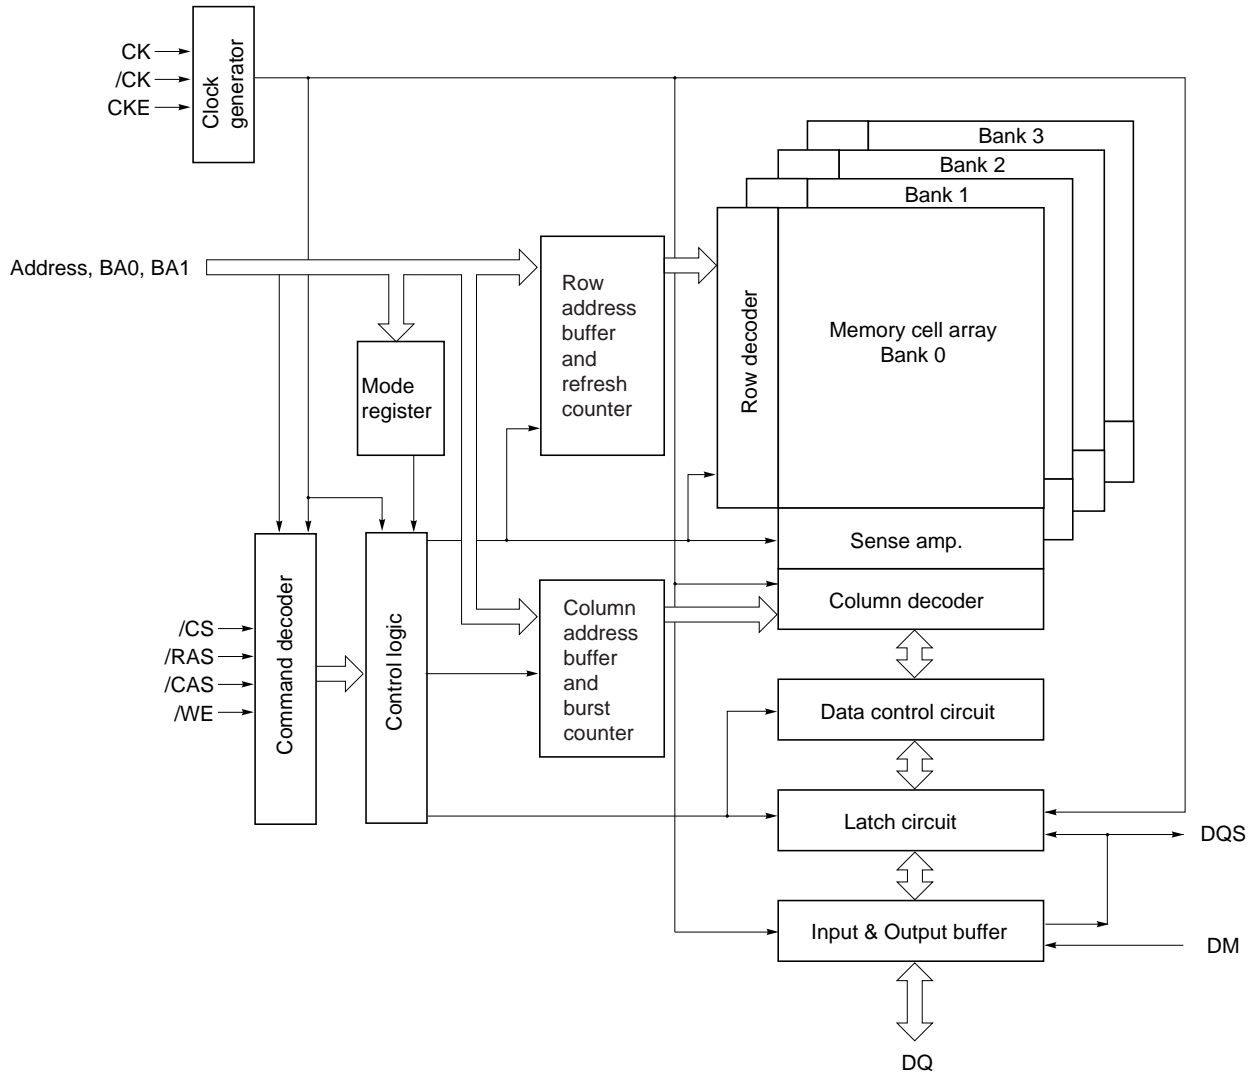 CK
/CK
CKE
Clock
generator
Bank 3
Bank 2
Bank 1
Address, BA0, BA1
Row
address
buffer
and
refresh
counter
Row decoder
Memory cell array
Bank 0
Mode
register
Sense amp.
Column decoder
/CS
/RAS
/CAS
/WE
Command decoder
Control logic
Column
address
buffer
and
burst
counter
Data control circuit
Latch circuit
DQS
Input & Output buffer
DM
DQ